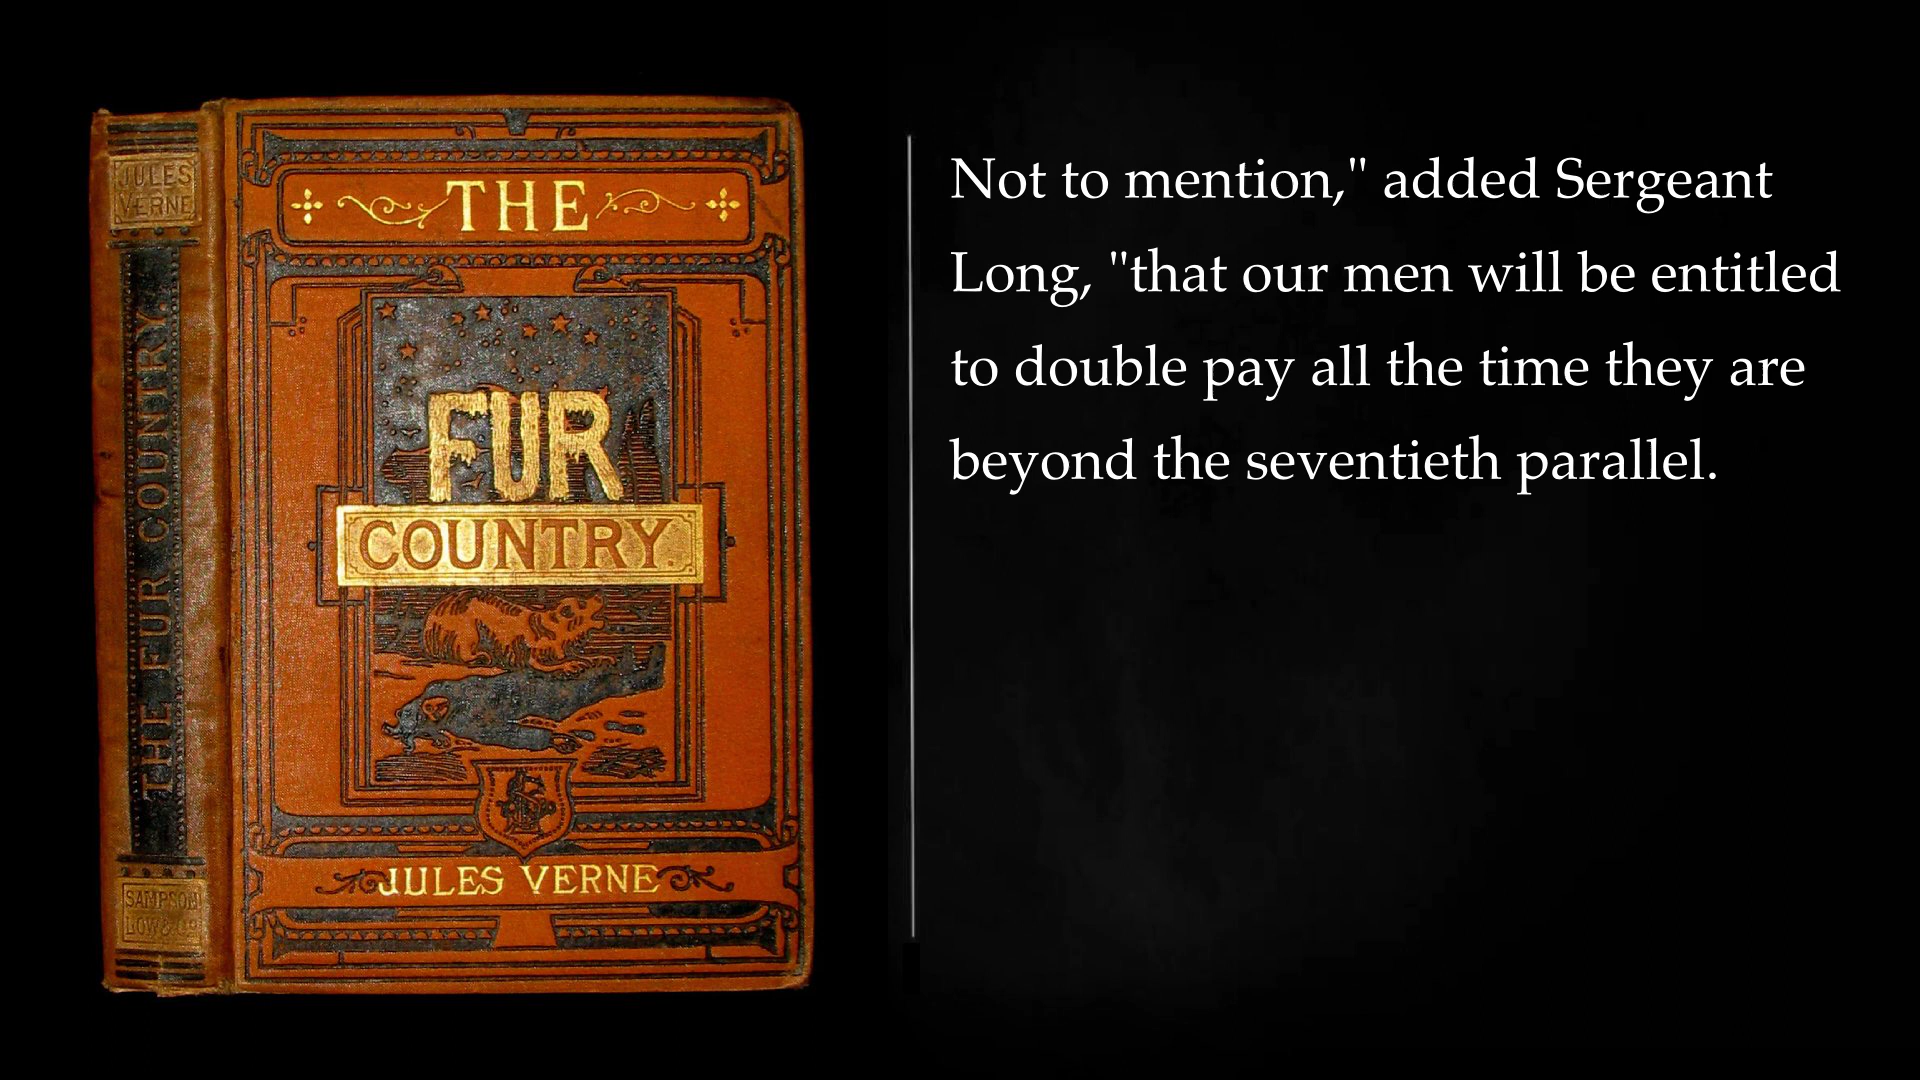 JULES
VERNE
THE FUR COUNTRY.
SAMPSON
LOW & Co
THE
FUR
COUNTRY.
JULES VERNE
Not to mention," added Sergeant
Long, "that our men will be entitled
to double pay all the time they are
beyond the seventieth parallel.